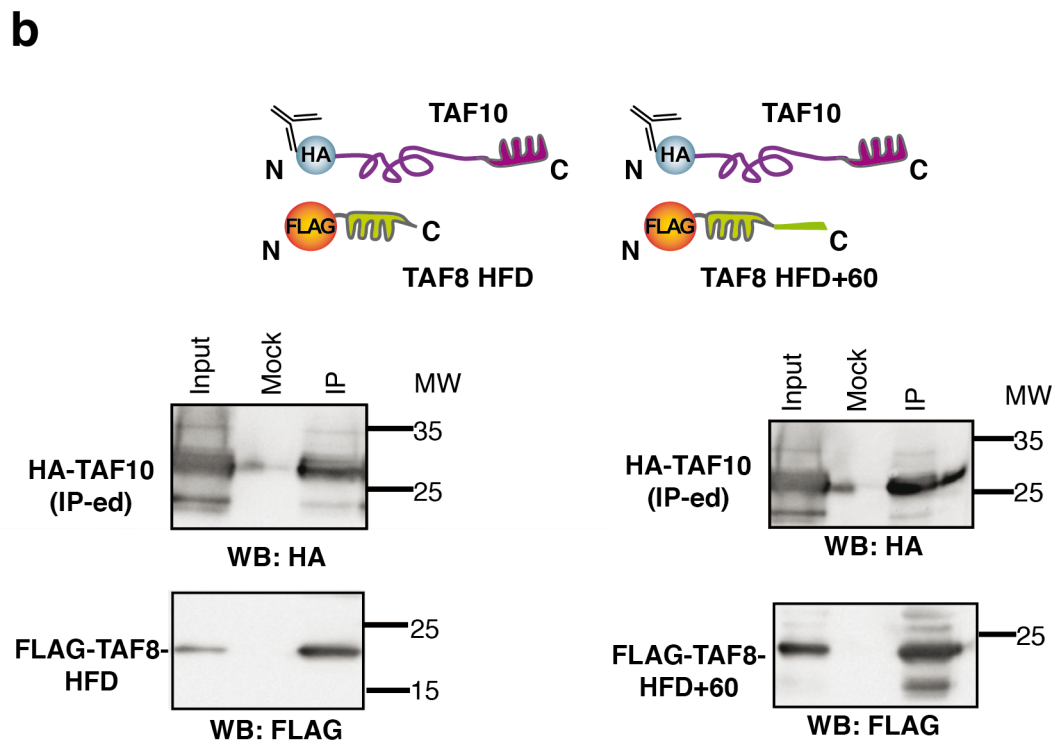 b
TAF10
HA
N
C
FLAG
N
C
TAF8 HFD
TAF10
HA
N
C
FLAG
N
C
TAF8 HFD+60
Input
Mock
IP
MW
35
25
HA-TAF10
(IP-ed)
WB: HA
25
15
FLAG-TAF8-
HFD
WB: FLAG
Input
Mock
IP
MW
35
25
HA-TAF10
(IP-ed)
WB: HA
25
FLAG-TAF8-
HFD+60
WB: FLAG